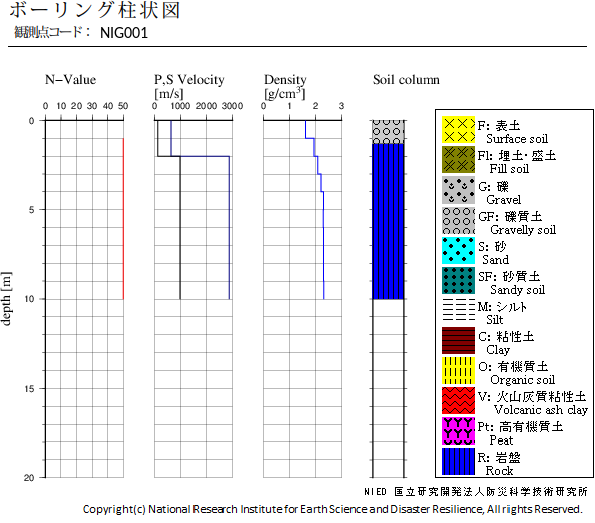 ボーリング柱状図
観測点コード： NIG001
N−Value
P,S Velocity
[m/s]
Density
[g/cm3]
Soil column
0 10 20 30 40 50
0 1000 2000 3000
0 1 2 3
0
5
10
15
20
depth [m]
F: 表土
Surface soil
Fl: 埋土・盛土
Fill soil
G: 礫
Gravel
GF: 礫質土
Gravelly soil
S: 砂
Sand
SF: 砂質土
Sandy soil
M: シルト
Silt
C: 粘性土
Clay
O: 有機質土
Organic soil
V: 火山灰質粘性土
Volcanic ash clay
Pt: 高有機質土
Peat
R: 岩盤
Rock
NIED 国立研究開発法人防災科学技術研究所
Copyright(c) National Research Institute for Earth Science and Disaster Resilience, All rights Reserved.